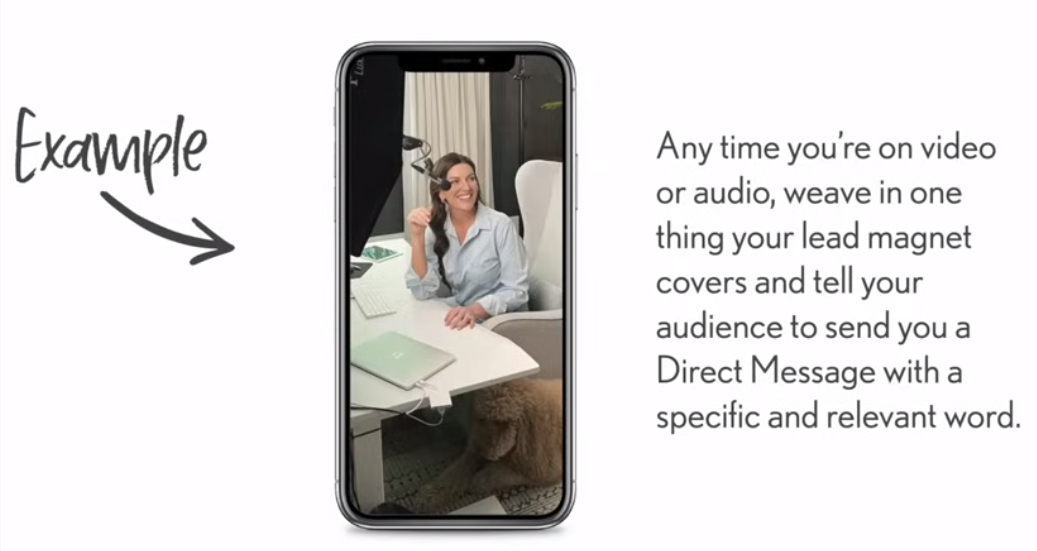 Example
Any time you're on video
or audio, weave in one
thing your lead magnet
covers and tell your
audience to send you a
Direct Message with a
specific and relevant word.